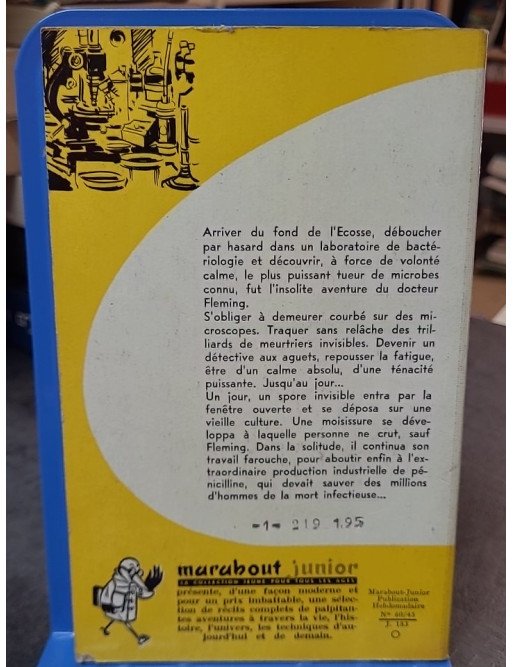 Arriver du fond de l'Ecosse, déboucher
par hasard dans un laboratoire de bacté-
riologie et découvrir, à force de volonté
calme, le plus puissant tueur de microbes
connu, fut l'insolite aventure du docteur
Fleming.
S'obliger à demeurer courbé sur des mi-
croscopes. Traquer sans relâche des tril-
liards de meurtriers invisibles. Devenir un
détective aux aguets, repousser la fatigue,
être d'un calme absolu, d'une ténacité
puissante. Jusqu'au jour...
Un jour, un spore invisible entra par la
fenêtre ouverte et se déposa sur une
vieille culture. Une moisissure se déve-
loppa à laquelle personne ne crut, sauf
Fleming. Dans la solitude, il continua son
travail farouche, pour aboutir enfin à l'ex-
traordinaire production industrielle de pé-
nicilline, qui devait sauver des millions
d'hommes de la mort infectieuse...
-1- 219 195
marabout junior
LA COLLECTION JEUNE POUR TOUS LES AGES
présente, d'une façon moderne et
pour un prix imbattable, une sélec-
tion de récits complets de palpitan-
tes aventures à travers la vie, l'his-
toire, l'univers, les techniques d'au-
jourd'hui et de demain.
Marabout-Junior
Publication
Hebdomadaire
N° 40/45
J. 183